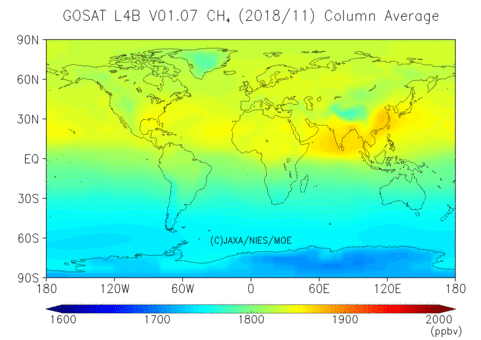 GOSAT L4B V01.07 CH₄ (2018/11) Column Average
90N
60N
30N
EQ
30S
60S
90S
(C)JAXA/NIES/MOE
180 120W 60W 0 60E 120E 180
1600 1700 1800 1900 2000
(ppbv)